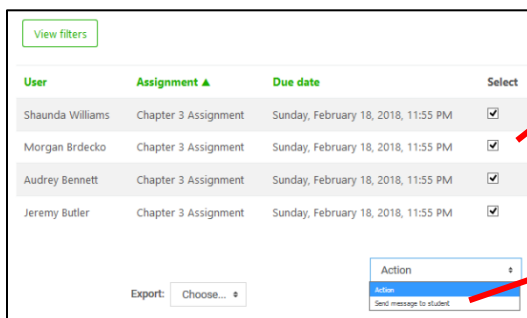 View filters
User Assignment ▲ Due date Select
Shaunda Williams Chapter 3 Assignment Sunday, February 18, 2018, 11:55 PM
Morgan Brdecko Chapter 3 Assignment Sunday, February 18, 2018, 11:55 PM
Audrey Bennett Chapter 3 Assignment Sunday, February 18, 2018, 11:55 PM
Jeremy Butler Chapter 3 Assignment Sunday, February 18, 2018, 11:55 PM
Action
Export: Choose...
Action
Send message to student